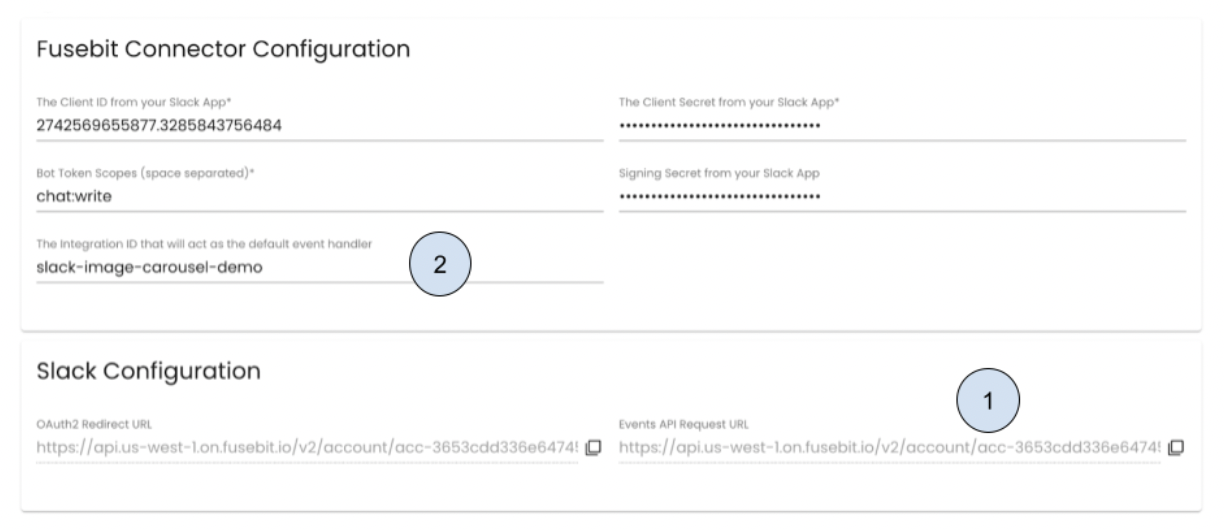 Fusebit Connector Configuration
The Client ID from your Slack App*
2742569655877.3285843756484
The Client Secret from your Slack App*
••••••••••••••••••••••••••••••••
Bot Token Scopes (space separated)*
chat:write
Signing Secret from your Slack App
••••••••••••••••••••••••••••••••
The Integration ID that will act as the default event handler
slack-image-carousel-demo
2
Slack Configuration
1
OAuth2 Redirect URL
https://api.us-west-1.on.fusebit.io/v2/account/acc-3653cdd336e6474
Events API Request URL
https://api.us-west-1.on.fusebit.io/v2/account/acc-3653cdd336e6474